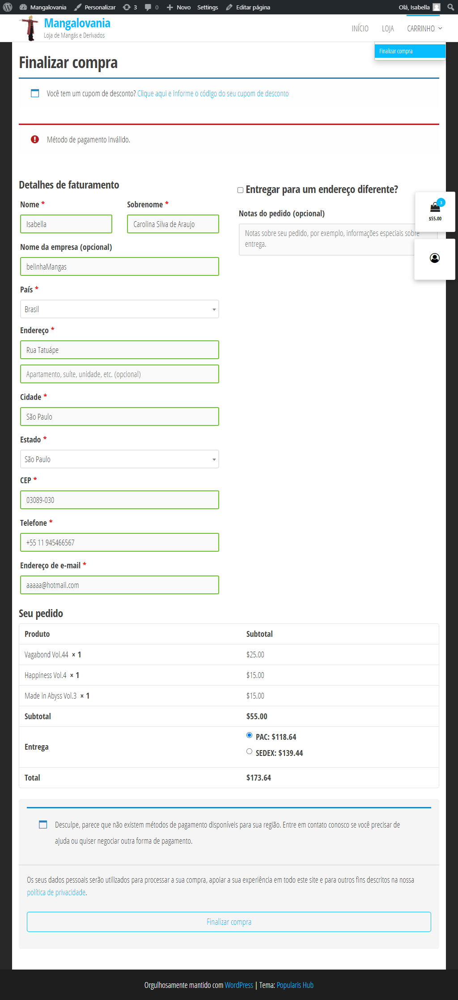 Mangalovania Personalizar 3 0 Novo Settings Editar página Olá, Isabella
Mangalovania
Loja de Mangás e Derivados
INÍCIO LOJA CARRINHO
Finalizar compra
Finalizar compra
Você tem um cupom de desconto? Clique aqui e informe o código do seu cupom de desconto
Método de pagamento inválido.
Detalhes de faturamento
Entregar para um endereço diferente?
Nome * Sobrenome *
Isabella Carolina Silva de Araujo
Notas do pedido (opcional)
Notas sobre seu pedido, por exemplo, informações especiais sobre
entrega.
3
$55.00
Nome da empresa (opcional)
belinhaMangas
País *
Brasil
Endereço *
Rua Tatuápe
Apartamento, suíte, unidade, etc. (opcional)
Cidade *
São Paulo
Estado *
São Paulo
CEP *
03089-030
Telefone *
+55 11 945466567
Endereço de e-mail *
aaaaa@hotmail.com
Seu pedido
Produto Subtotal
Vagabond Vol.44 × 1 $25.00
Happiness Vol.4 × 1 $15.00
Made in Abyss Vol.3 × 1 $15.00
Subtotal $55.00
Entrega
PAC: $118.64
SEDEX: $139.44
Total $173.64
Desculpe, parece que não existem métodos de pagamento disponíveis para sua região. Entre em contato conosco se você precisar de
ajuda ou quiser negociar outra forma de pagamento.
Os seus dados pessoais serão utilizados para processar a sua compra, apoiar a sua experiência em todo este site e para outros fins descritos na nossa
política de privacidade.
Finalizar compra
Orgulhosamente mantido com WordPress | Tema: Popularis Hub